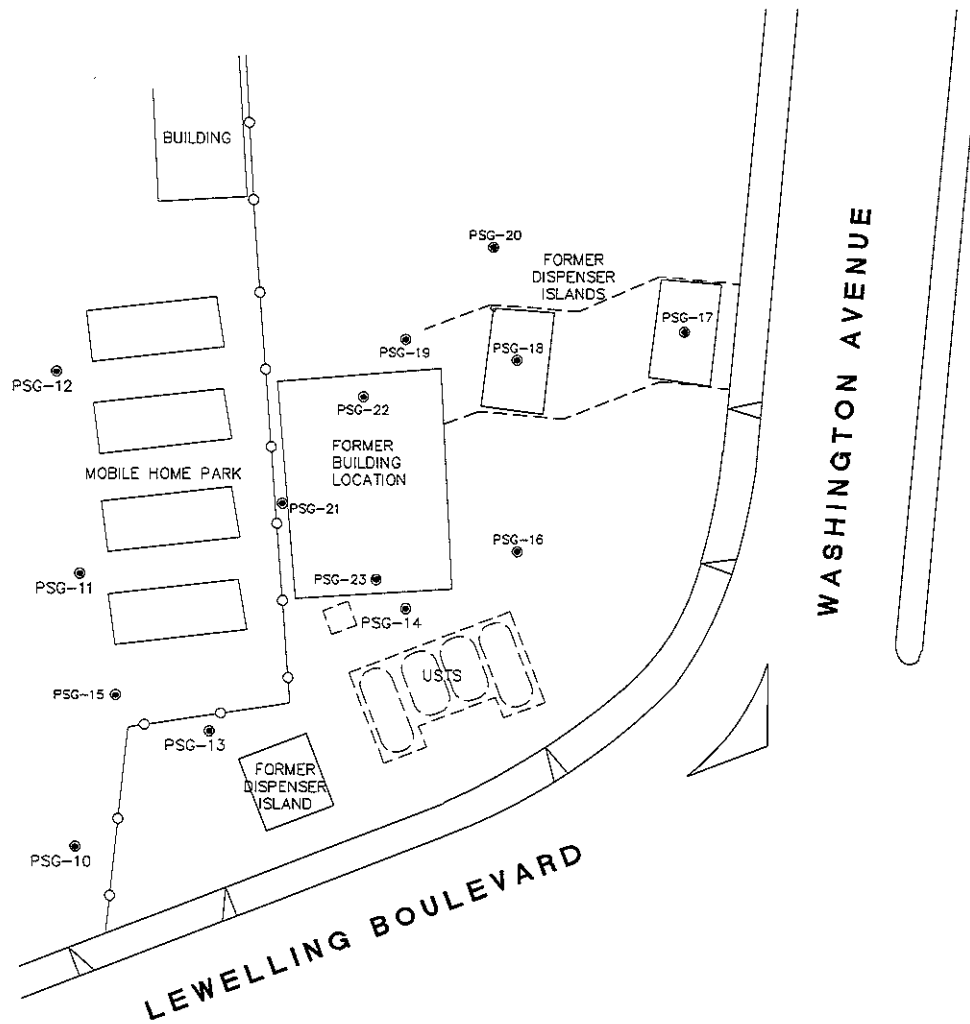 BUILDING
PSG-20
FORMER
DISPENSER
ISLANDS
PSG-17
PSG-19
PSG-18
PSG-12
PSG-22
FORMER
BUILDING
LOCATION
MOBILE HOME PARK
PSG-21
PSG-16
PSG-11
PSG-23
PSG-14
USTS
PSG-15
PSG-13
FORMER
DISPENSER
ISLAND
PSG-10
WASHINGTON AVENUE
LEWELLING BOULEVARD